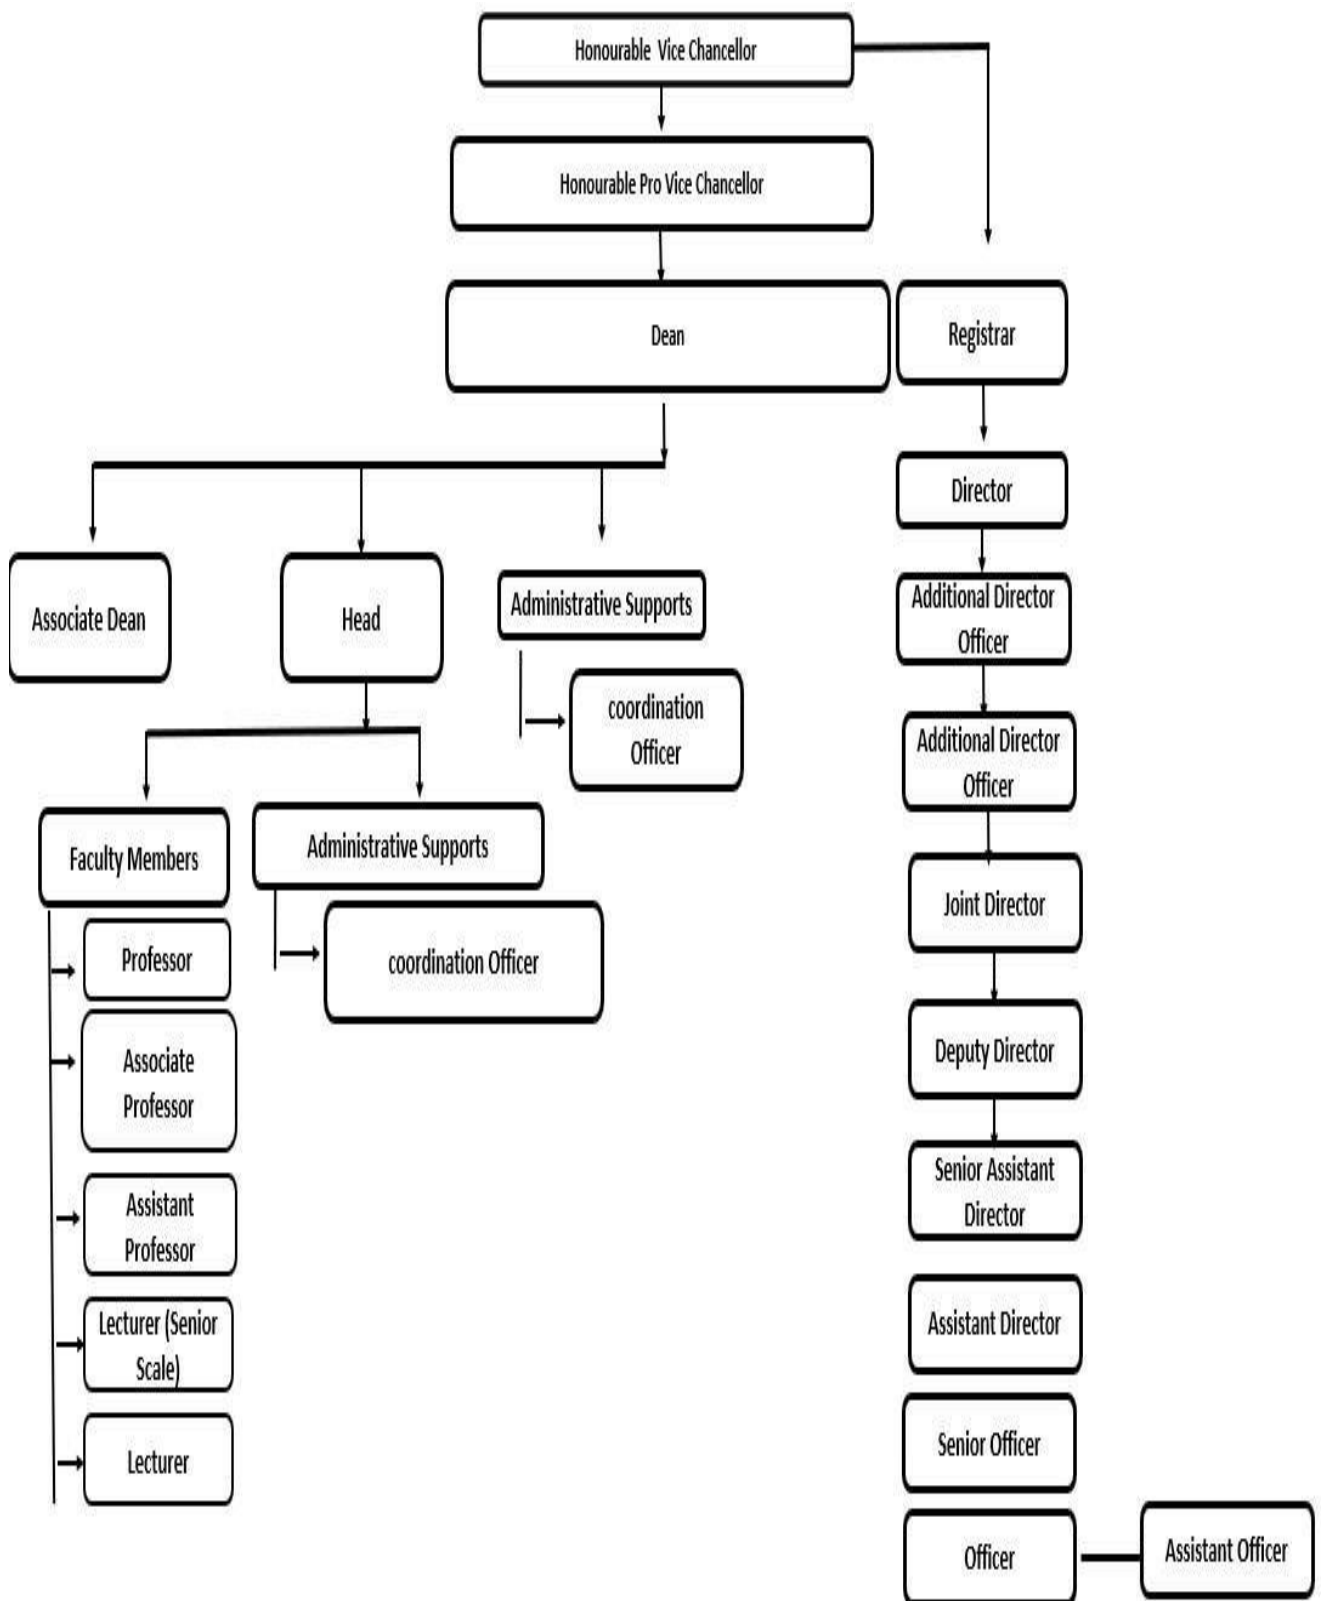 Honourable Vice Chancellor
Honourable Pro Vice Chancellor
Dean
Registrar
Director
Associate Dean
Head
Administrative Supports
coordination
Officer
Additional Director
Officer
Additional Director
Officer
Faculty Members
Administrative Supports
Professor
coordination Officer
Associate
Professor
Assistant
Professor
Lecturer (Senior
Scale)
Lecturer
Joint Director
Deputy Director
Senior Assistant
Director
Assistant Director
Senior Officer
Officer
Assistant Officer